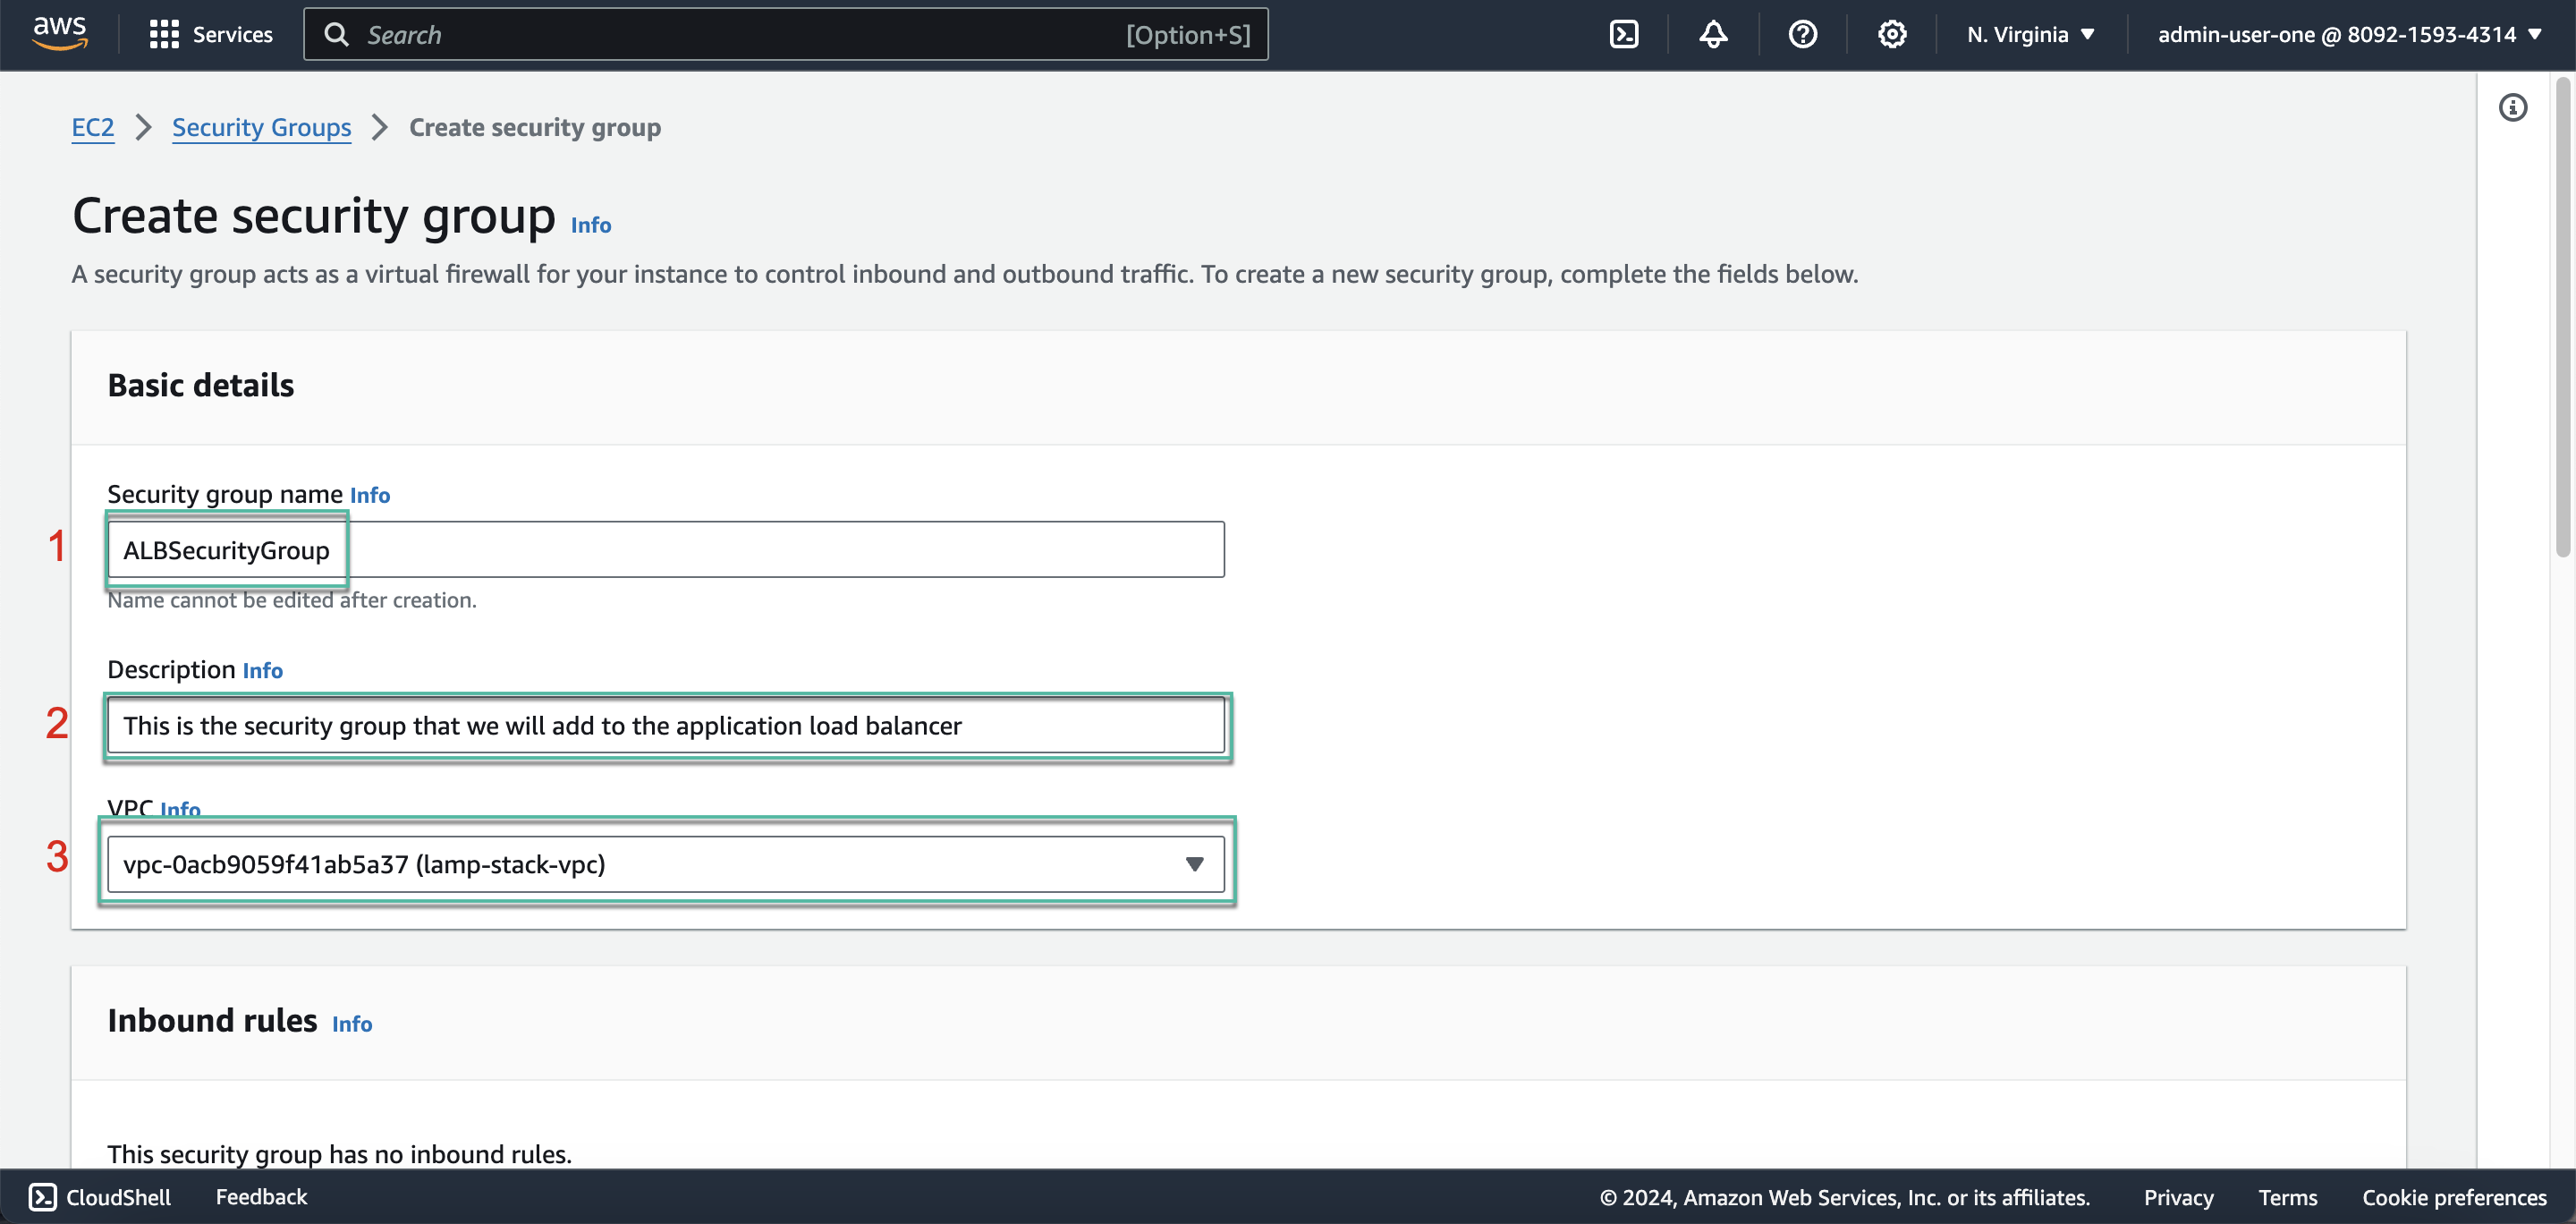 aws Services Search [Option+S] N. Virginia admin-user-one @ 8092-1593-4314
EC2 Security Groups Create security group
Create security group Info
A security group acts as a virtual firewall for your instance to control inbound and outbound traffic. To create a new security group, complete the fields below.
Basic details
Security group name Info
1 ALBSecurityGroup
Name cannot be edited after creation.
Description Info
2 This is the security group that we will add to the application load balancer
VPC Info
3 vpc-0acb9059f41ab5a37 (lamp-stack-vpc)
Inbound rules Info
This security group has no inbound rules.
CloudShell Feedback © 2024, Amazon Web Services, Inc. or its affiliates. Privacy Terms Cookie preferences